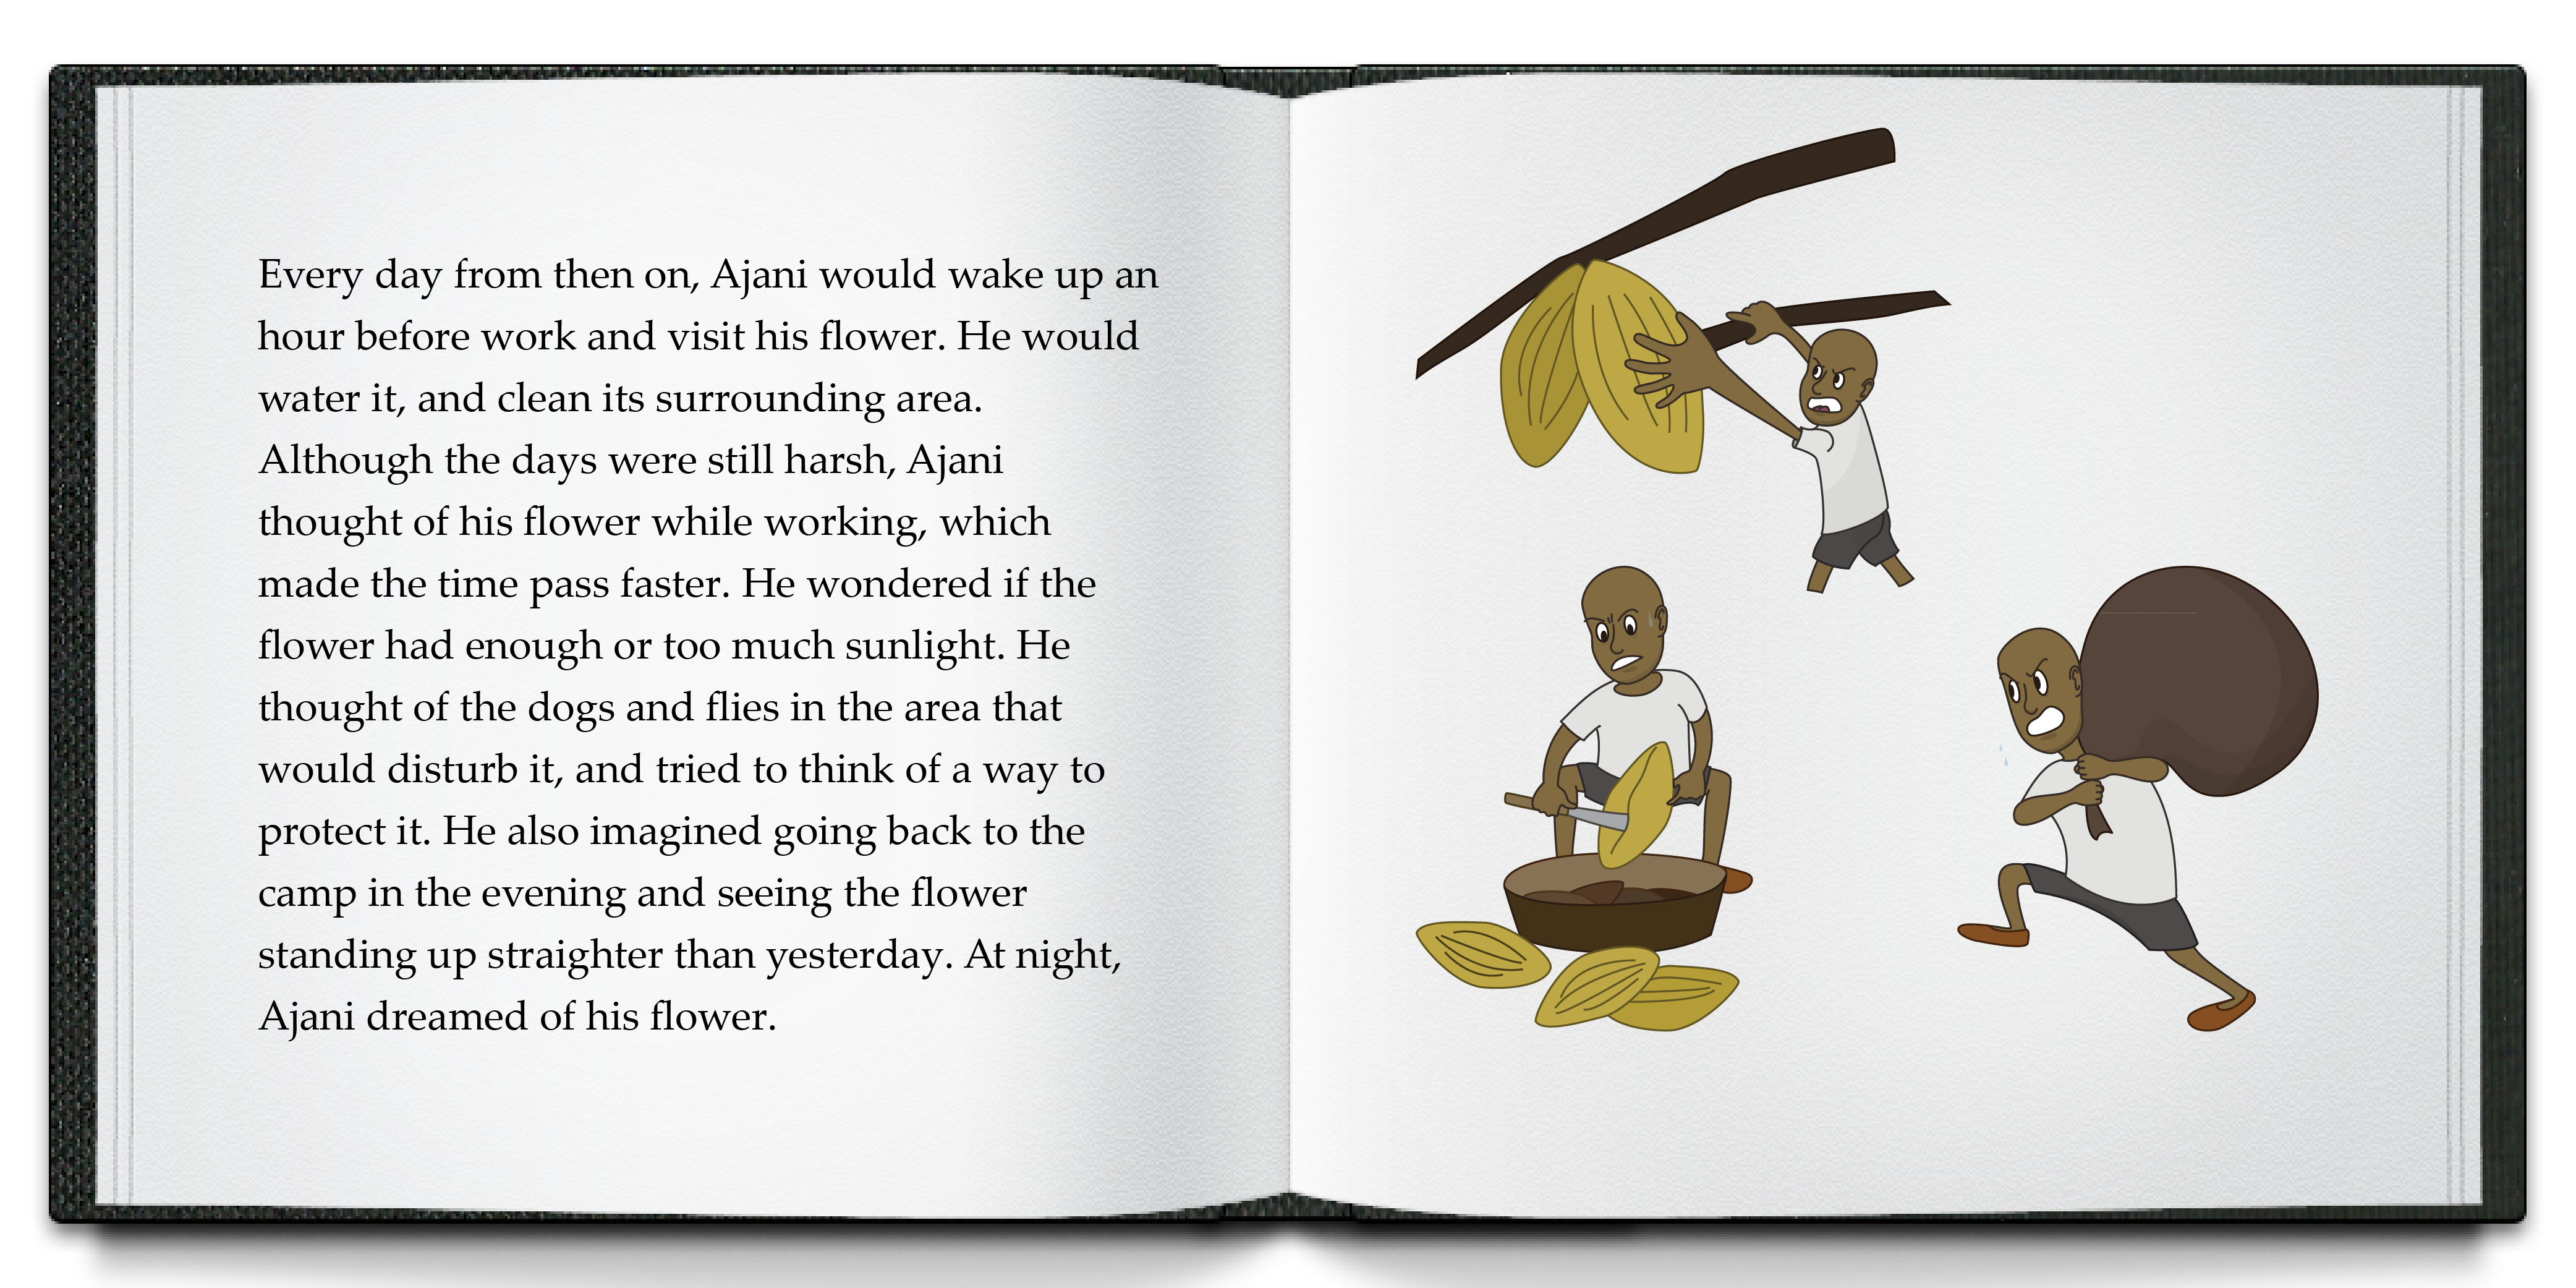 Every day from then on, Ajani would wake up an
hour before work and visit his flower. He would
water it, and clean its surrounding area.
Although the days were still harsh, Ajani
thought of his flower while working, which
made the time pass faster. He wondered if the
flower had enough or too much sunlight. He
thought of the dogs and flies in the area that
would disturb it, and tried to think of a way to
protect it. He also imagined going back to the
camp in the evening and seeing the flower
standing up straighter than yesterday. At night,
Ajani dreamed of his flower.